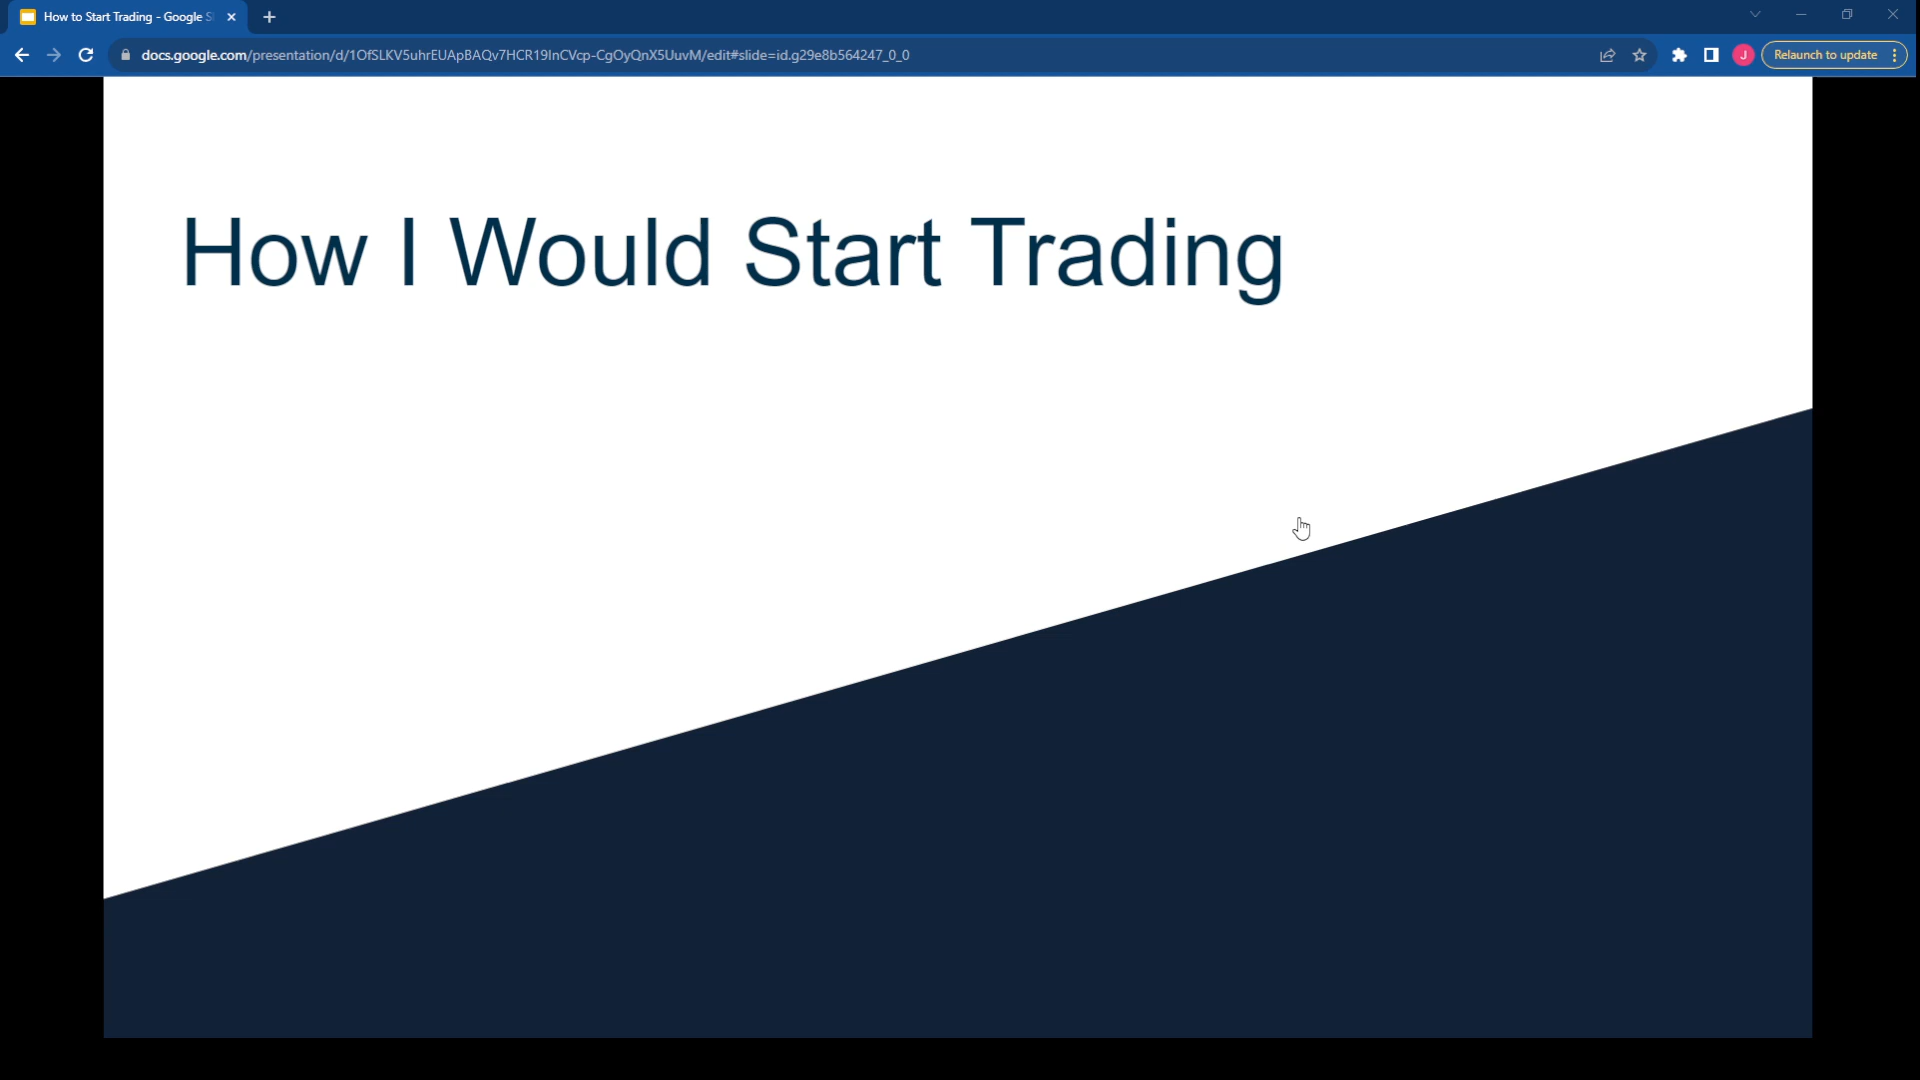 How to Start Trading - Google S
docs.google.com/presentation/d/1OfSLKV5uhrEUApBAQv7HCR19InCVcp-CgOyQnX5UuvM/edit#slide=id.g29e8b564247_0_0
J
Relaunch to update
How I Would Start Trading